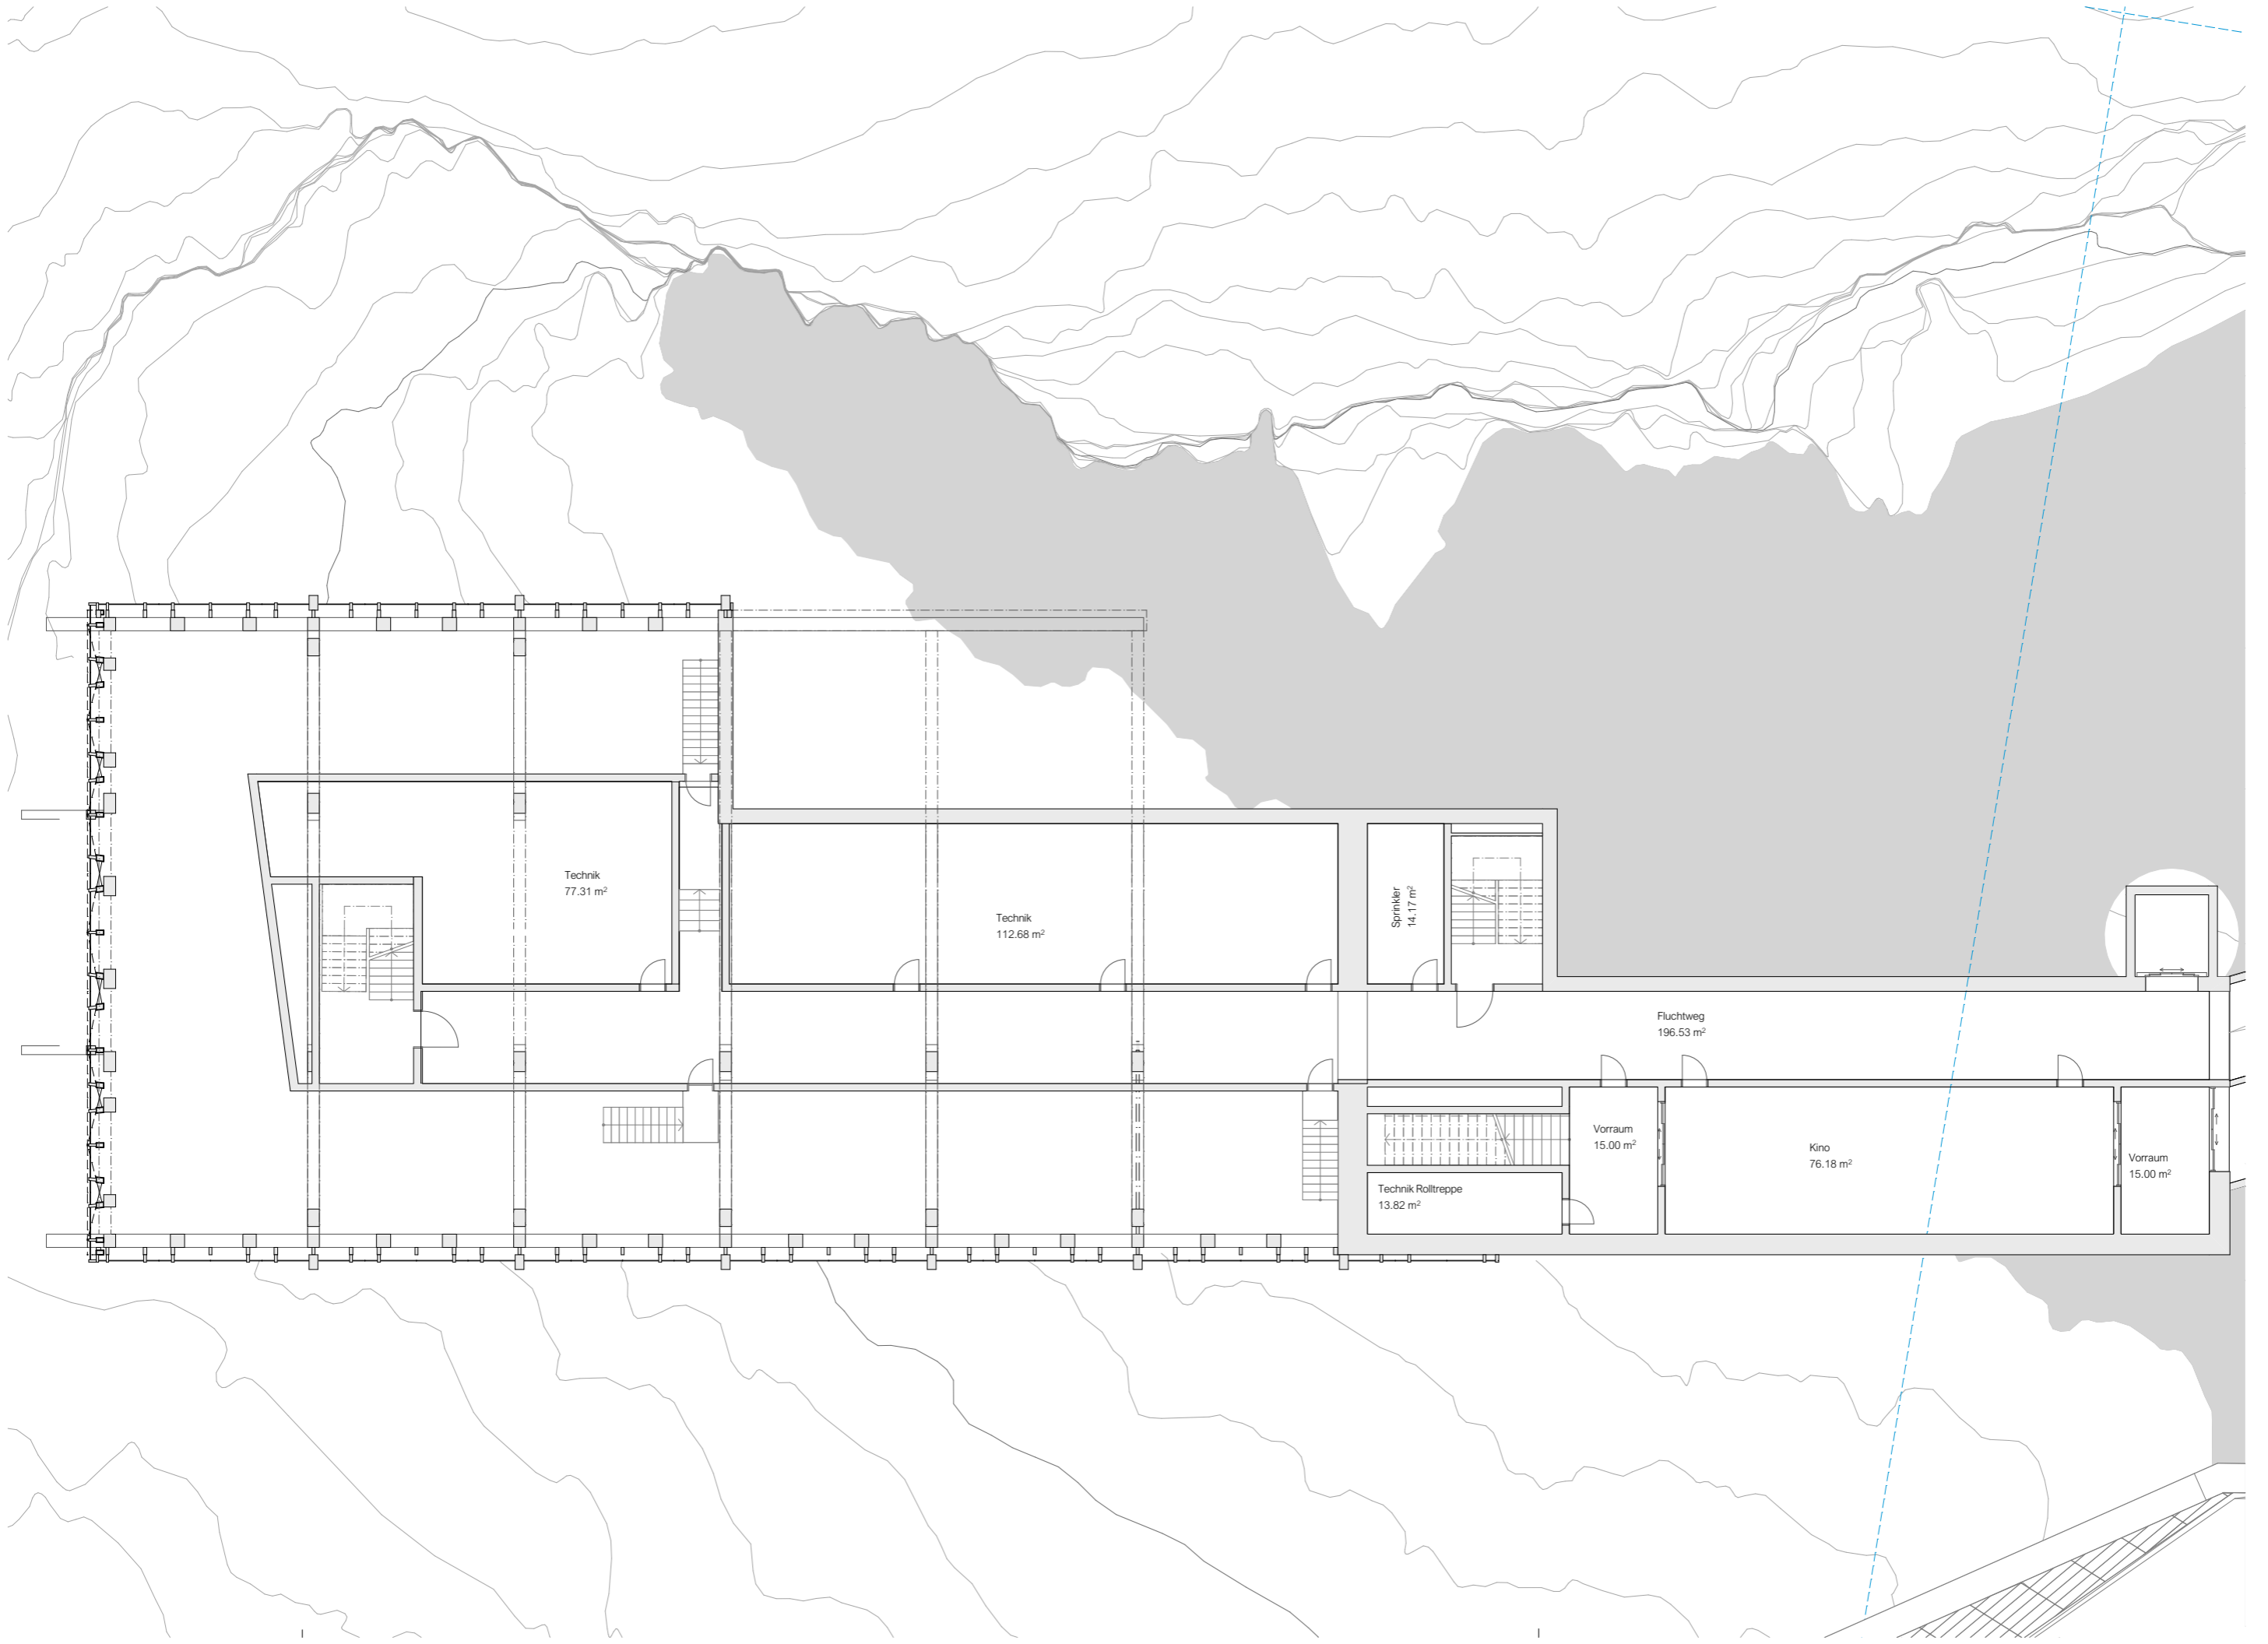 Technik
77.31 m²
Technik
112.68 m²
Sprinkler
14.17 m²
Fluchtweg
196.53 m²
Vorraum
15.00 m²
Kino
76.18 m²
Vorraum
15.00 m²
Technik Rolltreppe
13.82 m²